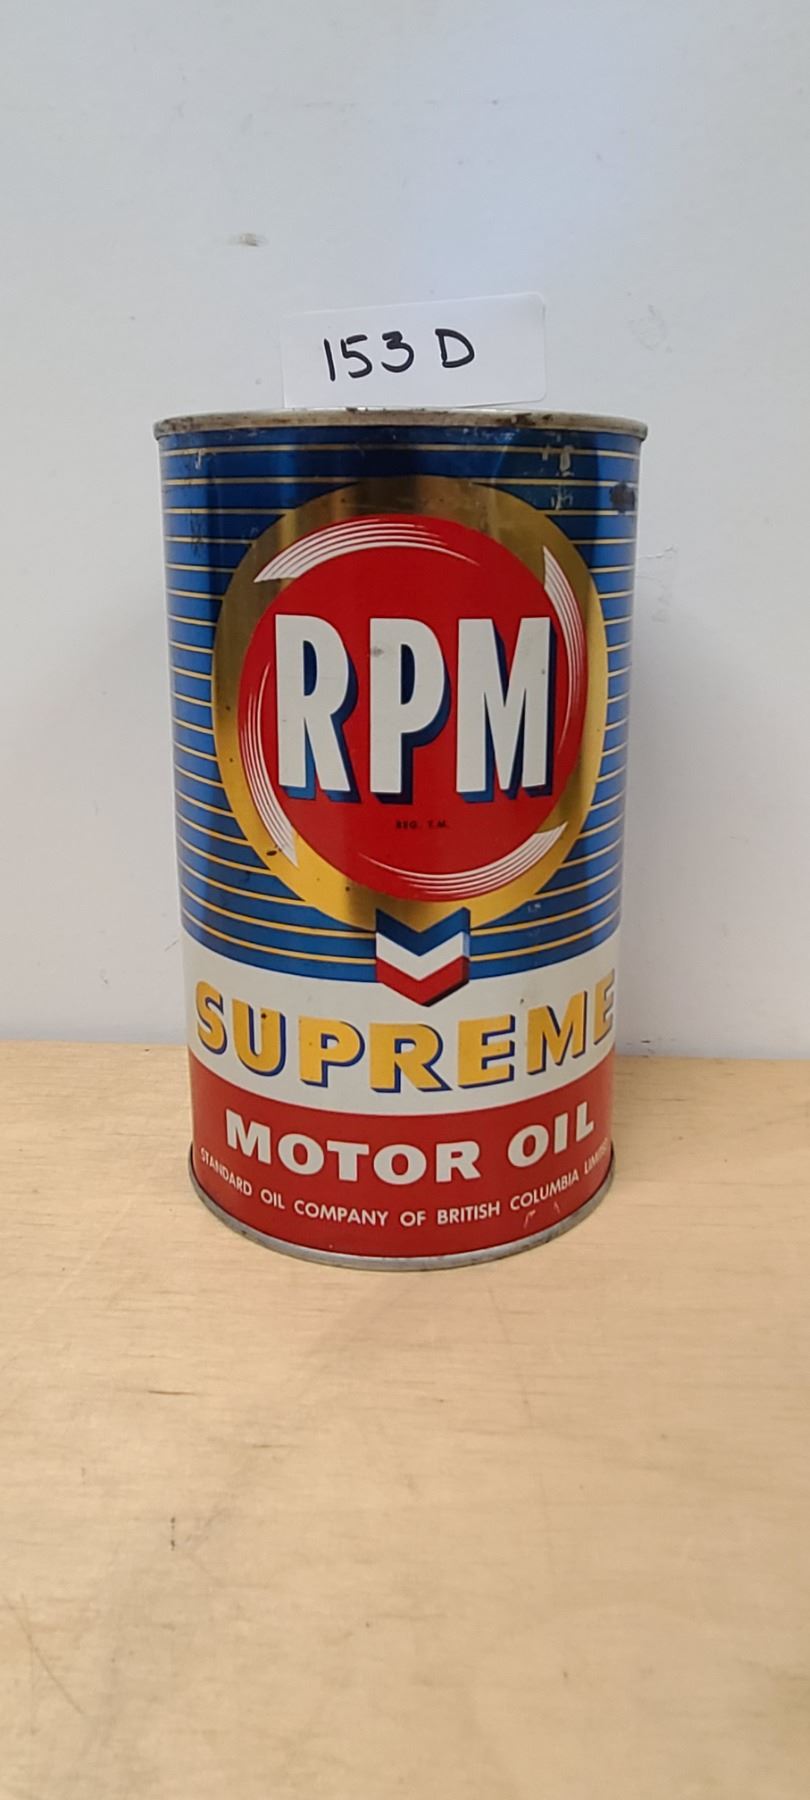 153 D
RPM
REG. T.M.
SUPREME
MOTOR OIL
STANDARD OIL COMPANY OF BRITISH COLUMBIA LIMITED